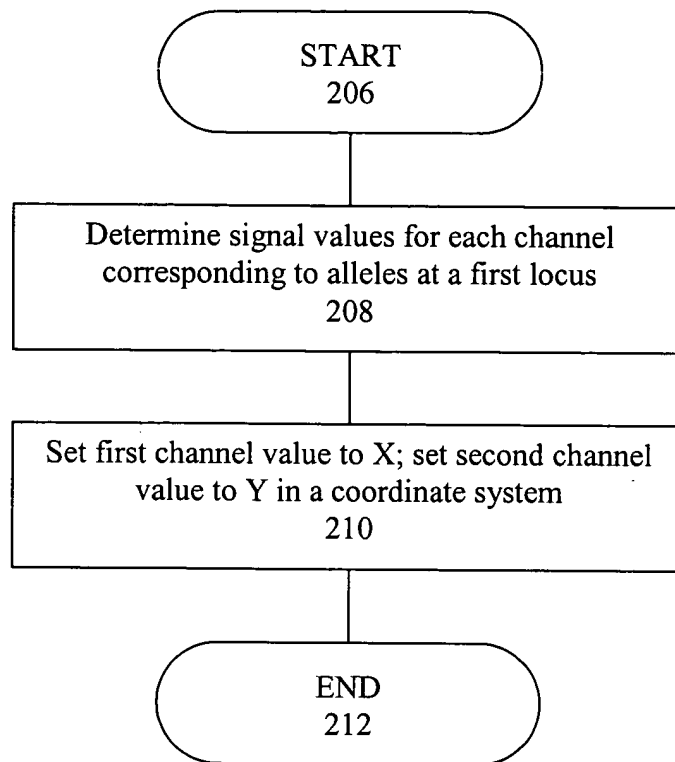 START
206
Determine signal values for each channel
corresponding to alleles at a first locus
208
Set first channel value to X; set second channel
value to Y in a coordinate system
210
END
212